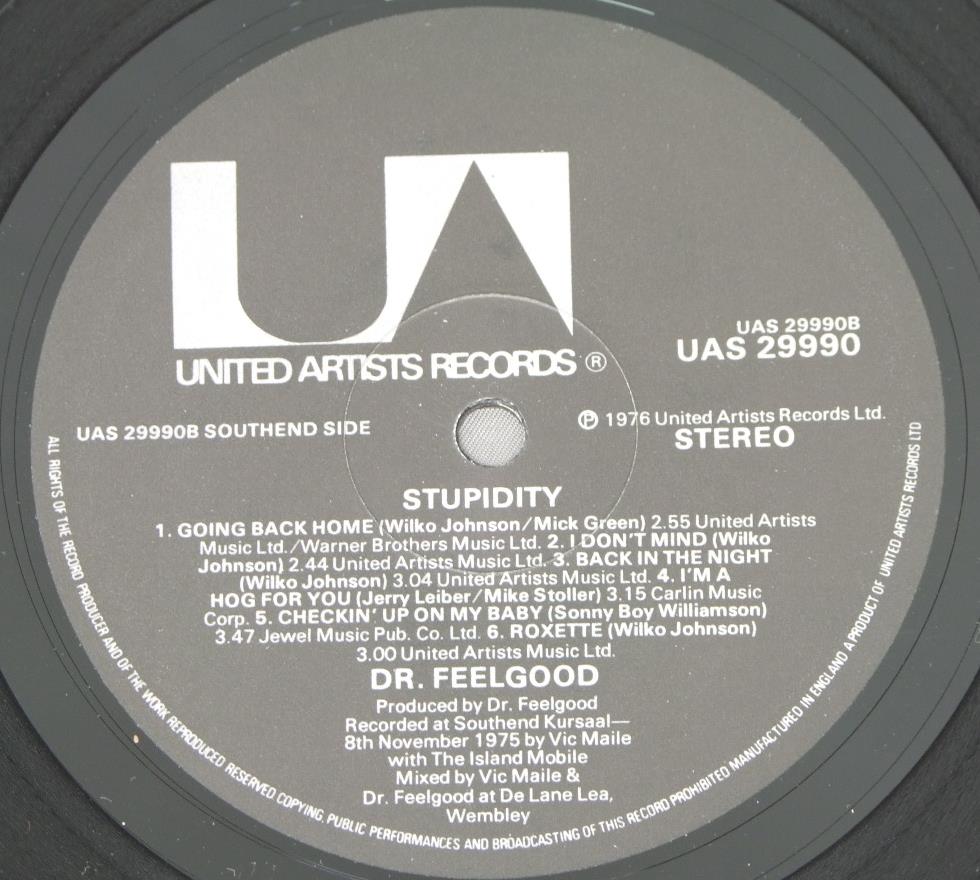 UA
UNITED ARTISTS RECORDS ®
UAS 29990B
UAS 29990
UAS 29990B SOUTHEND SIDE
℗ 1976 United Artists Records Ltd.
STEREO
STUPIDITY
1. GOING BACK HOME (Wilko Johnson/Mick Green) 2.55 United Artists
Music Ltd./Warner Brothers Music Ltd. 2. I DON'T MIND (Wilko
Johnson) 2.44 United Artists Music Ltd. 3. BACK IN THE NIGHT
(Wilko Johnson) 3.04 United Artists Music Ltd. 4. I'M A
HOG FOR YOU (Jerry Leiber/Mike Stoller) 3.15 Carlin Music
Corp. 5. CHECKIN' UP ON MY BABY (Sonny Boy Williamson)
3.47 Jewel Music Pub. Co. Ltd. 6. ROXETTE (Wilko Johnson)
3.00 United Artists Music Ltd.
DR. FEELGOOD
Produced by Dr. Feelgood
Recorded at Southend Kursaal—
8th November 1975 by Vic Maile
with The Island Mobile
Mixed by Vic Maile &
Dr. Feelgood at De Lane Lea,
Wembley
ALL RIGHTS OF THE RECORD PRODUCER AND OF THE WORK REPRODUCED RESERVED COPYING, PUBLIC PERFORMANCES AND BROADCASTING OF THIS RECORD PROHIBITED MANUFACTURED IN ENGLAND A PRODUCT OF UNITED ARTISTS RECORDS LTD